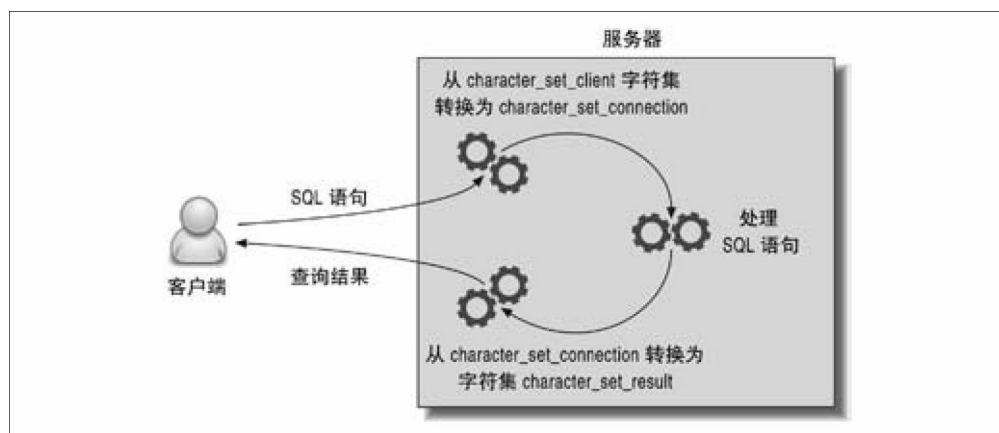 服务器
从 character_set_client 字符集
转换为 character_set_connection
SQL 语句
处理
SQL 语句
客户端
查询结果
从 character_set_connection 转换为
字符集 character_set_result